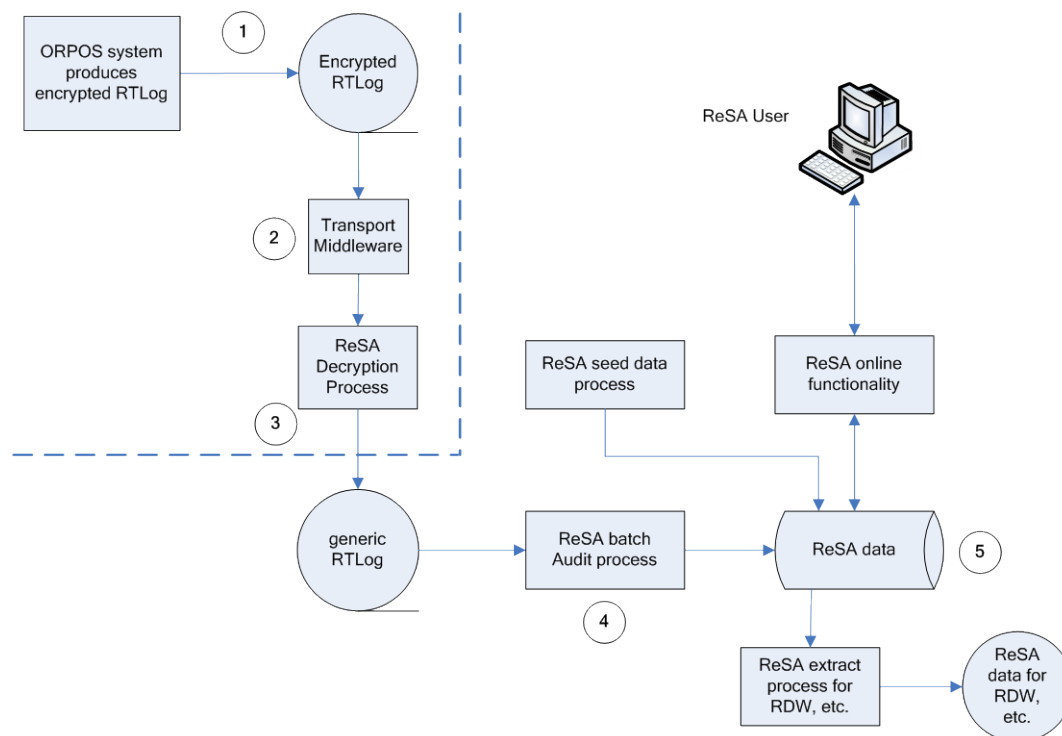 1
ORPOS system
produces
encrypted RTLog
Encrypted
RTLog
ReSA User
2
Transport
Middleware
ReSA
Decryption
Process
3
ReSA seed data
process
ReSA online
functionality
generic
RTLog
ReSA batch
Audit process
4
ReSA data
5
ReSA extract
process for
RDW, etc.
ReSA
data for
RDW,
etc.